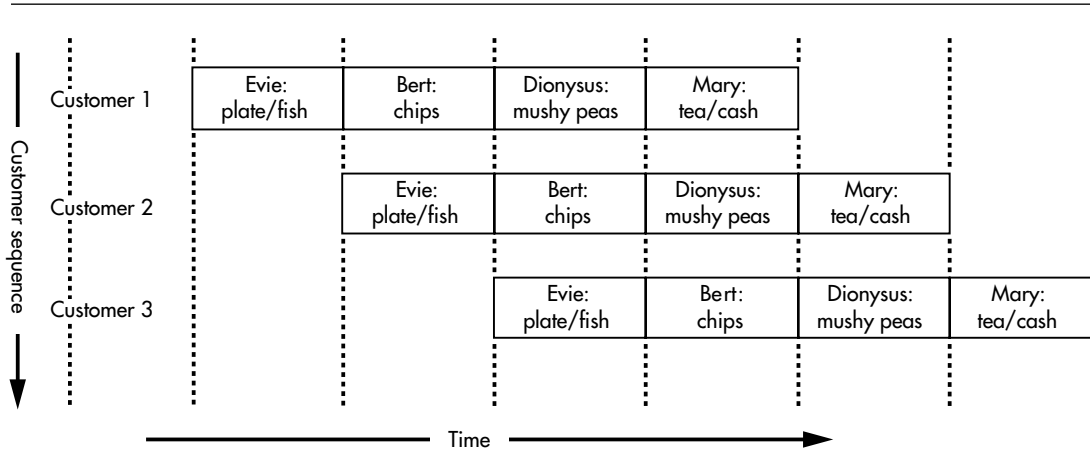 Customer sequence
Customer 1
Evie:
plate/fish
Bert:
chips
Dionysus:
mushy peas
Mary:
tea/cash
Customer 2
Evie:
plate/fish
Bert:
chips
Dionysus:
mushy peas
Mary:
tea/cash
Customer 3
Evie:
plate/fish
Bert:
chips
Dionysus:
mushy peas
Mary:
tea/cash
Time